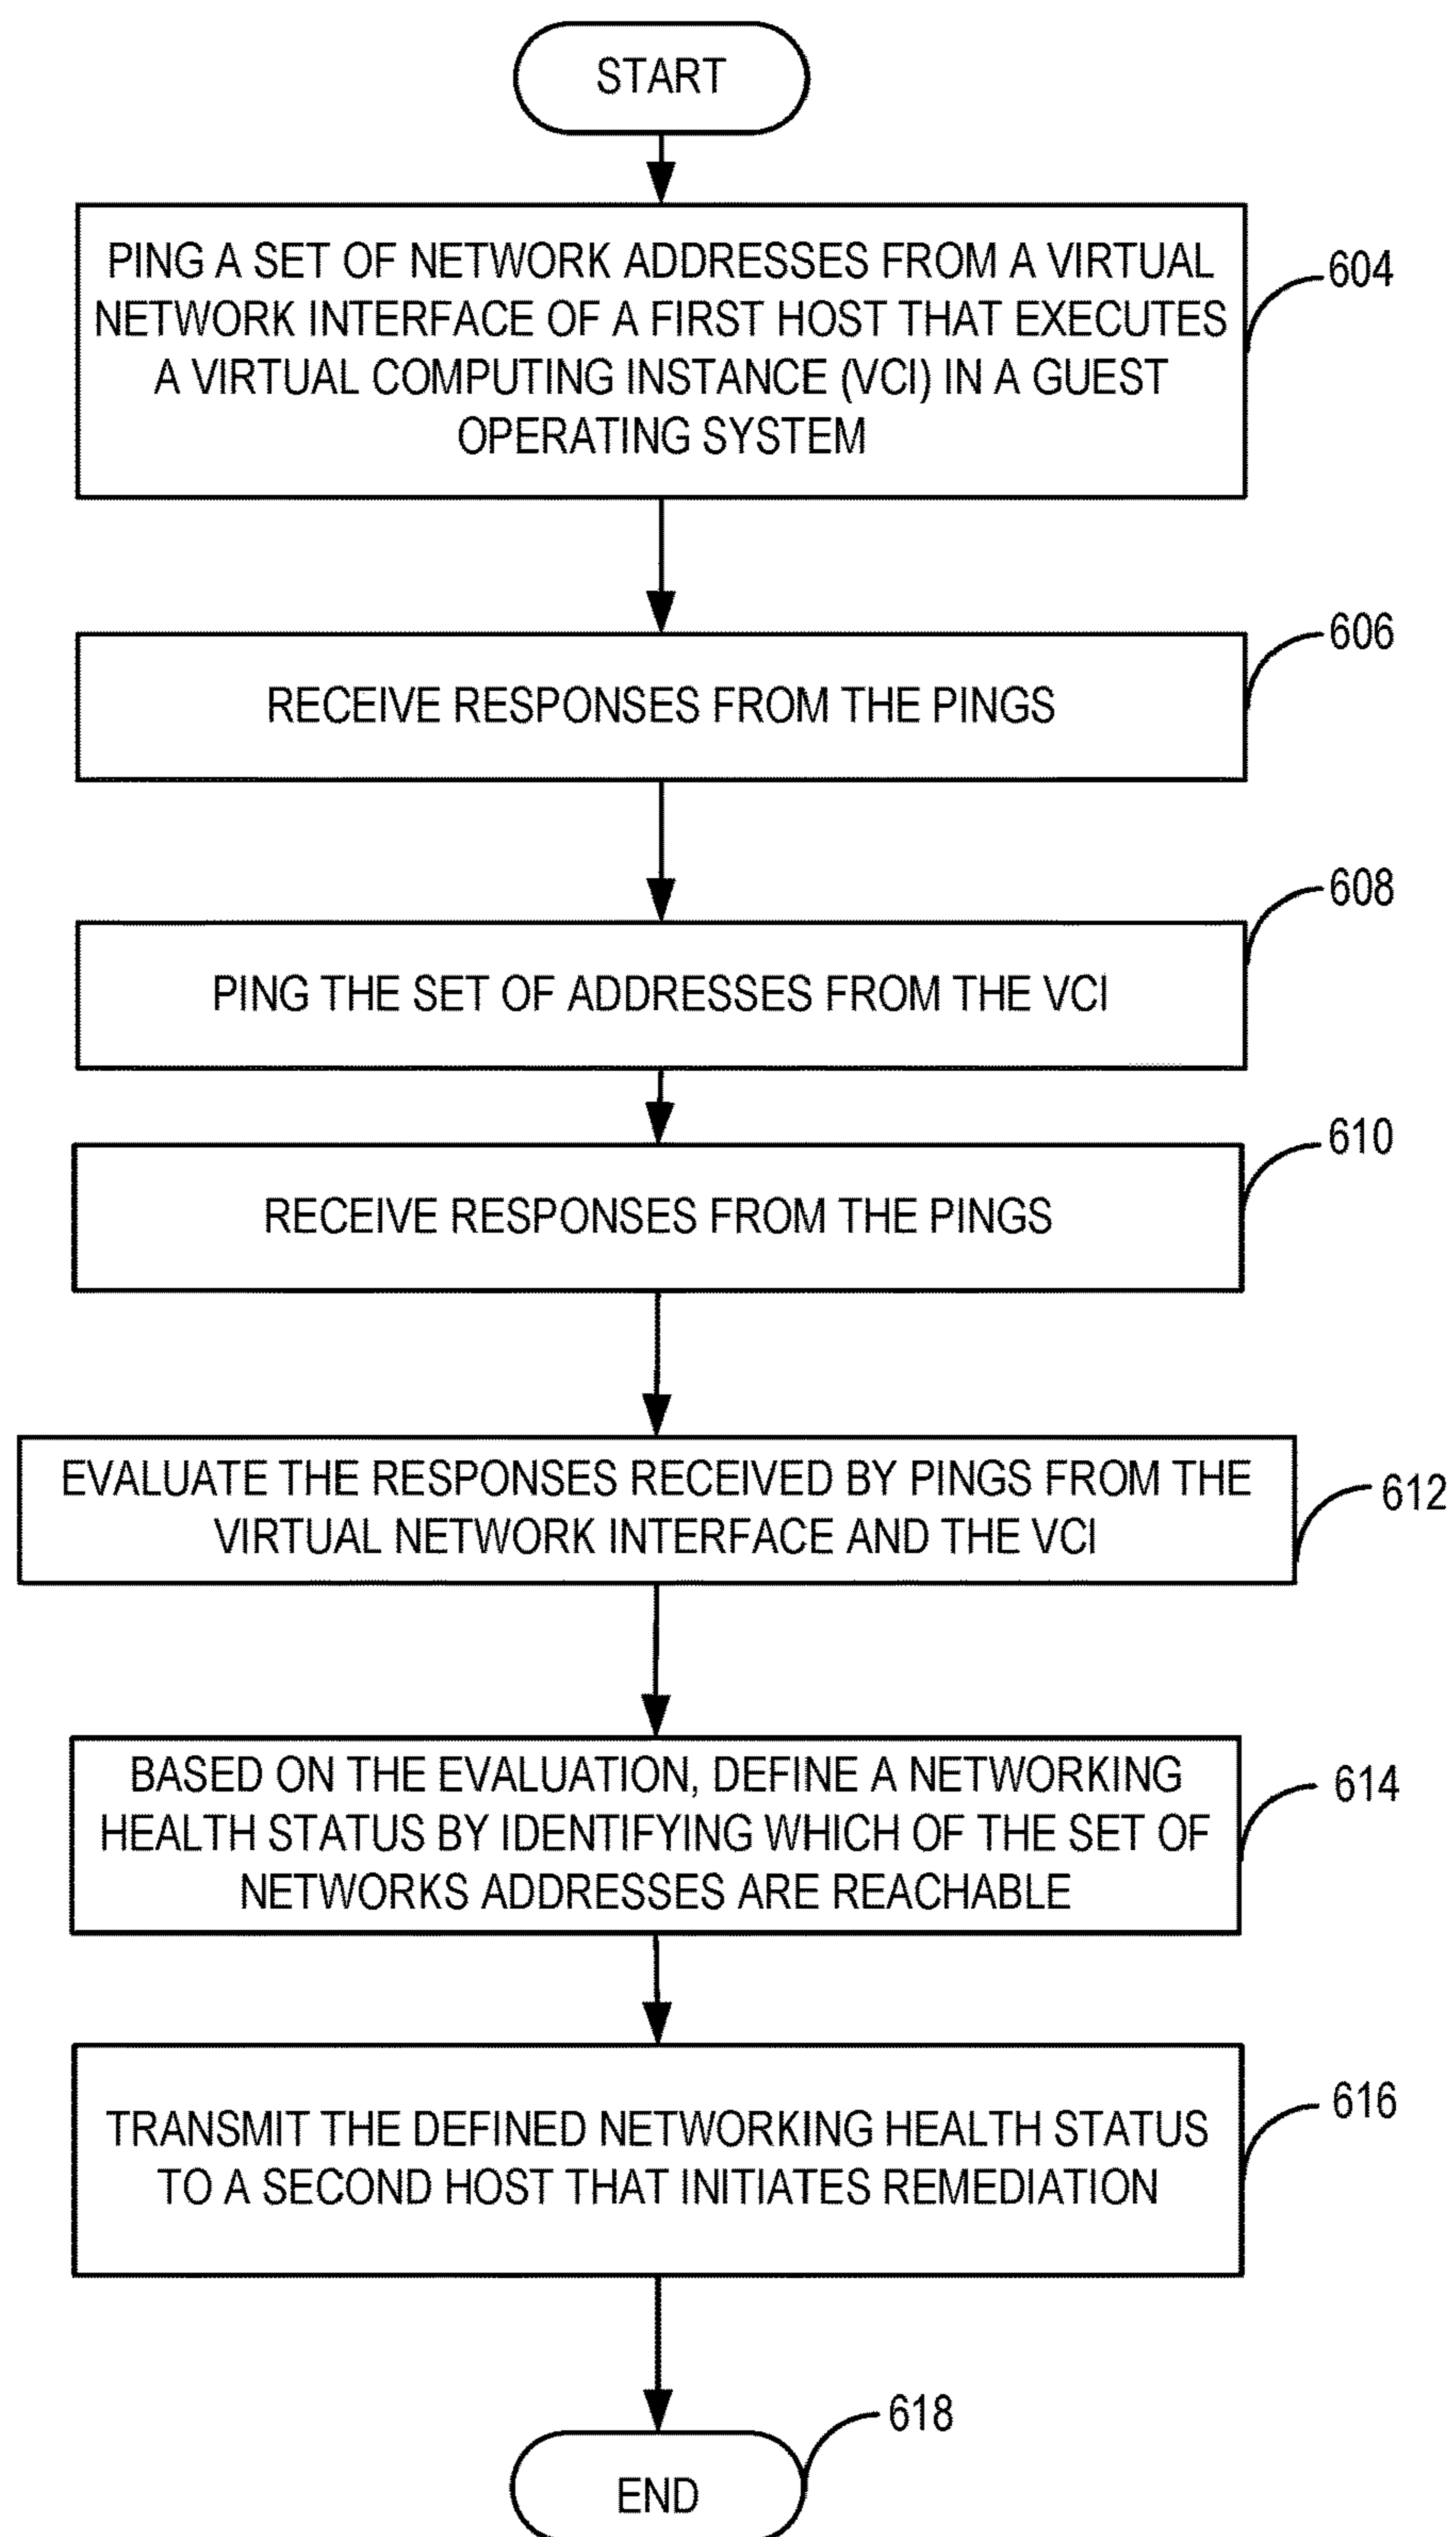 START
PING A SET OF NETWORK ADDRESSES FROM A VIRTUAL
NETWORK INTERFACE OF A FIRST HOST THAT EXECUTES
A VIRTUAL COMPUTING INSTANCE (VCI) IN A GUEST
OPERATING SYSTEM
604
606
RECEIVE RESPONSES FROM THE PINGS
608
PING THE SET OF ADDRESSES FROM THE VCI
610
RECEIVE RESPONSES FROM THE PINGS
EVALUATE THE RESPONSES RECEIVED BY PINGS FROM THE
VIRTUAL NETWORK INTERFACE AND THE VCI
612
BASED ON THE EVALUATION, DEFINE A NETWORKING
HEALTH STATUS BY IDENTIFYING WHICH OF THE SET OF
NETWORKS ADDRESSES ARE REACHABLE
614
616
TRANSMIT THE DEFINED NETWORKING HEALTH STATUS
TO A SECOND HOST THAT INITIATES REMEDIATION
618
END